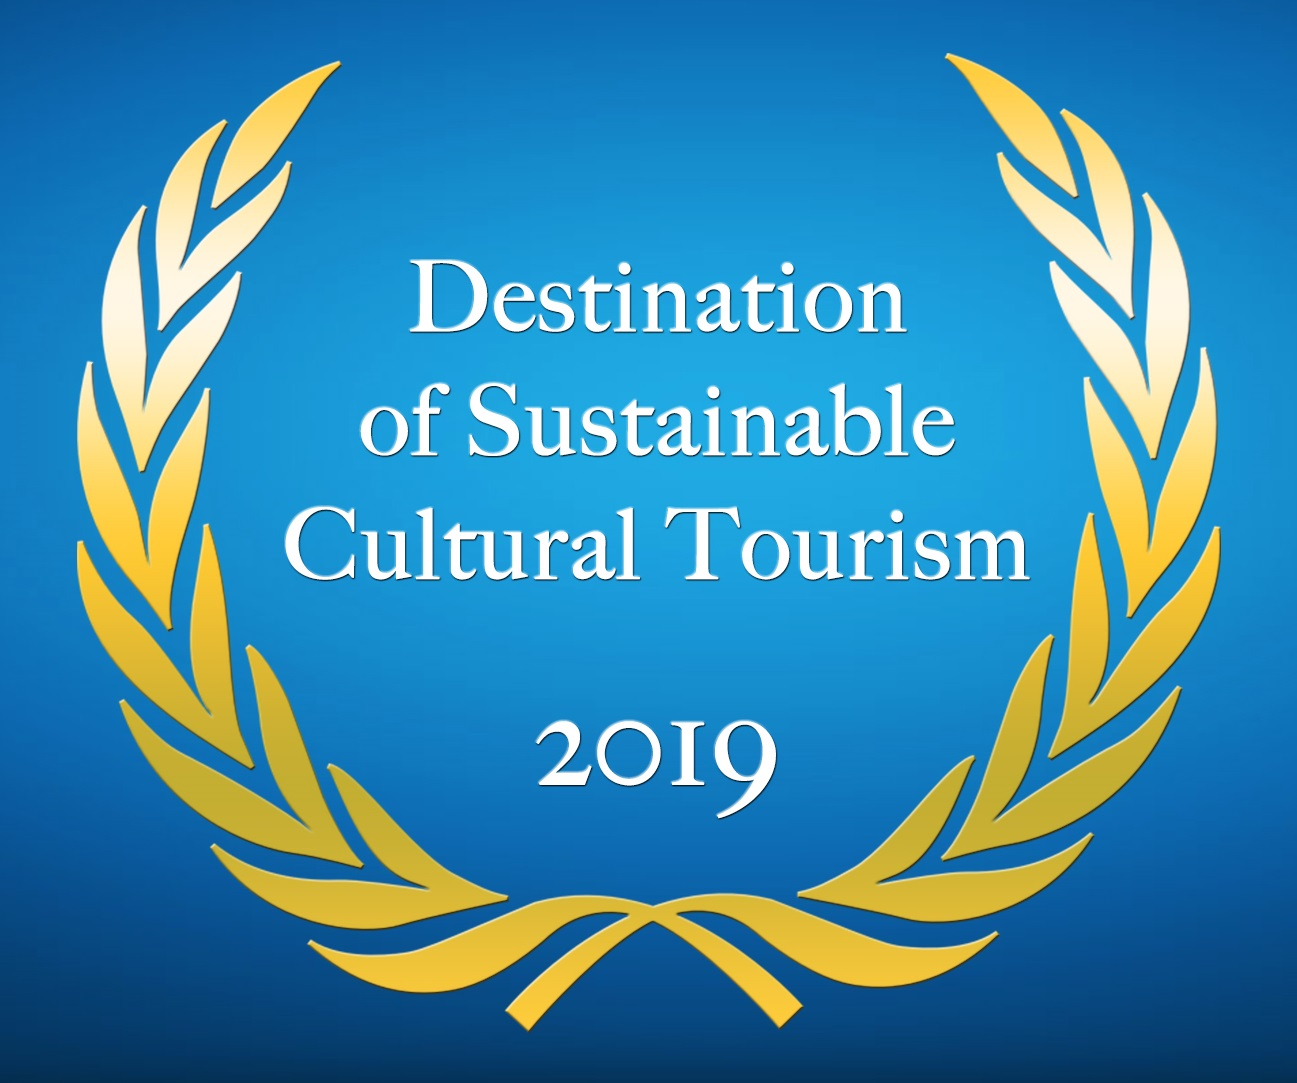 Destination
of Sustainable
Cultural Tourism
2019